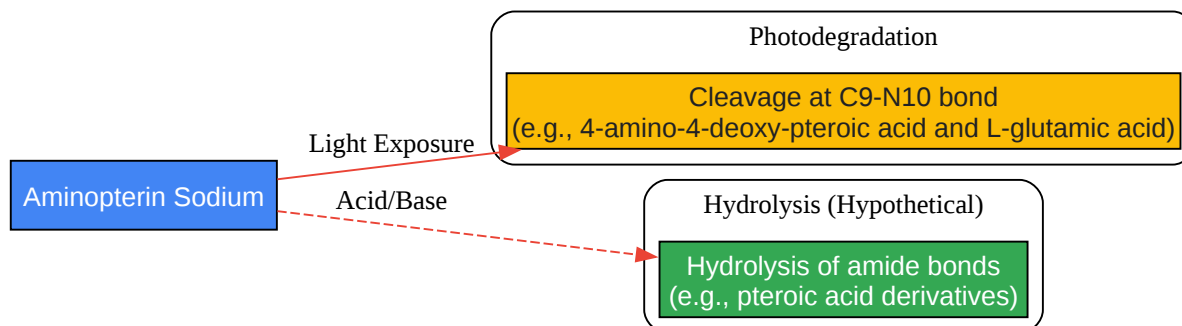 Photodegradation
Cleavage at C9-N10 bond
(e.g., 4-amino-4-deoxy-pteroic acid and L-glutamic acid)
Light Exposure
Aminopterin Sodium
Acid/Base
Hydrolysis (Hypothetical)
Hydrolysis of amide bonds
(e.g., pteroic acid derivatives)